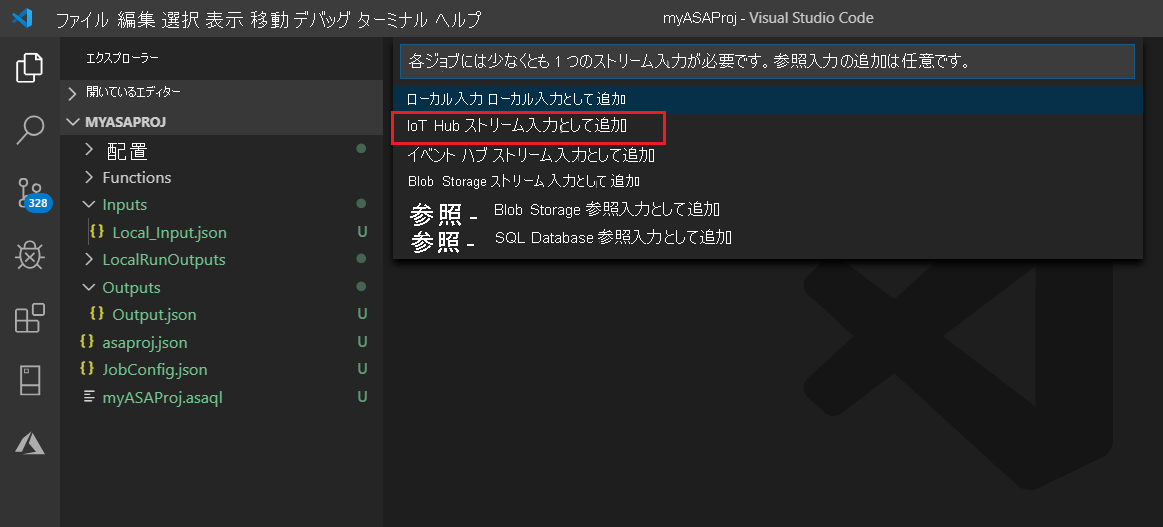 ファイル 編集 選択 表示 移動 デバッグ ターミナル ヘルプ
myASAProj - Visual Studio Code
エクスプローラー
開いているエディター
MYASAPROJ
配置
Functions
Inputs
{} Local_Input.json U
LocalRunOutputs
Outputs
{} Output.json U
{} asaproj.json U
{} JobConfig.json U
myASAProj.asaql U
328
各ジョブには少なくとも 1 つのストリーム入力が必要です。参照入力の追加は任意です。
ローカル入力 ローカル入力として追加
IoT Hub ストリーム入力として追加
イベント ハブ ストリーム入力として追加
Blob Storage ストリーム入力として追加
参照 - Blob Storage 参照入力として追加
参照 - SQL Database 参照入力として追加